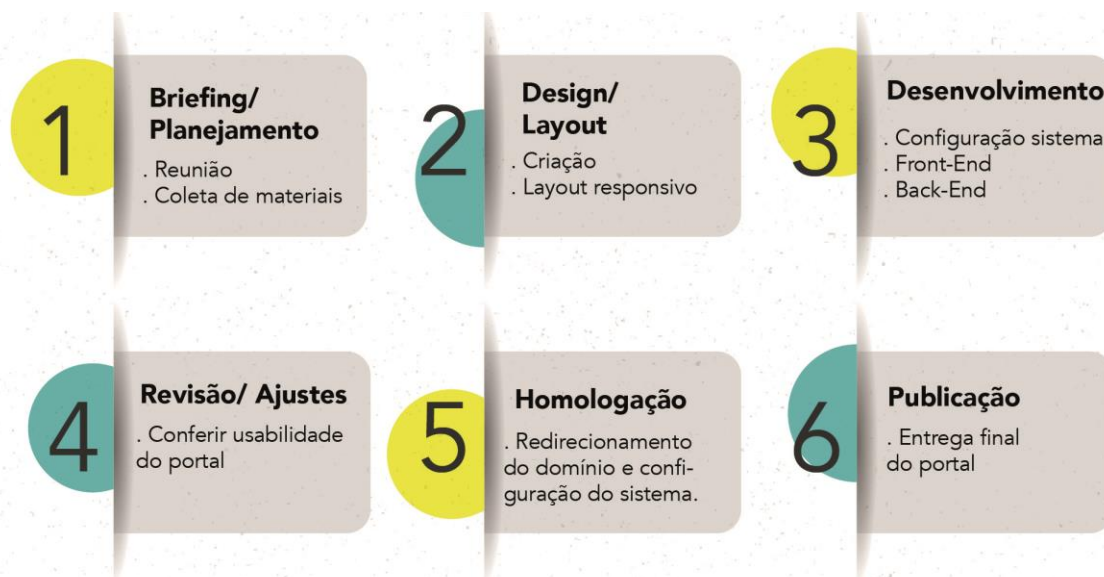 1
Briefing/
Planejamento
. Reunião
. Coleta de materiais
2
Design/
Layout
. Criação
. Layout responsivo
3
Desenvolvimento
. Configuração sistema
. Front-End
. Back-End
4
Revisão/ Ajustes
. Conferir usabilidade
do portal
5
Homologação
. Redirecionamento
do domínio e confi-
guração do sistema.
6
Publicação
. Entrega final
do portal